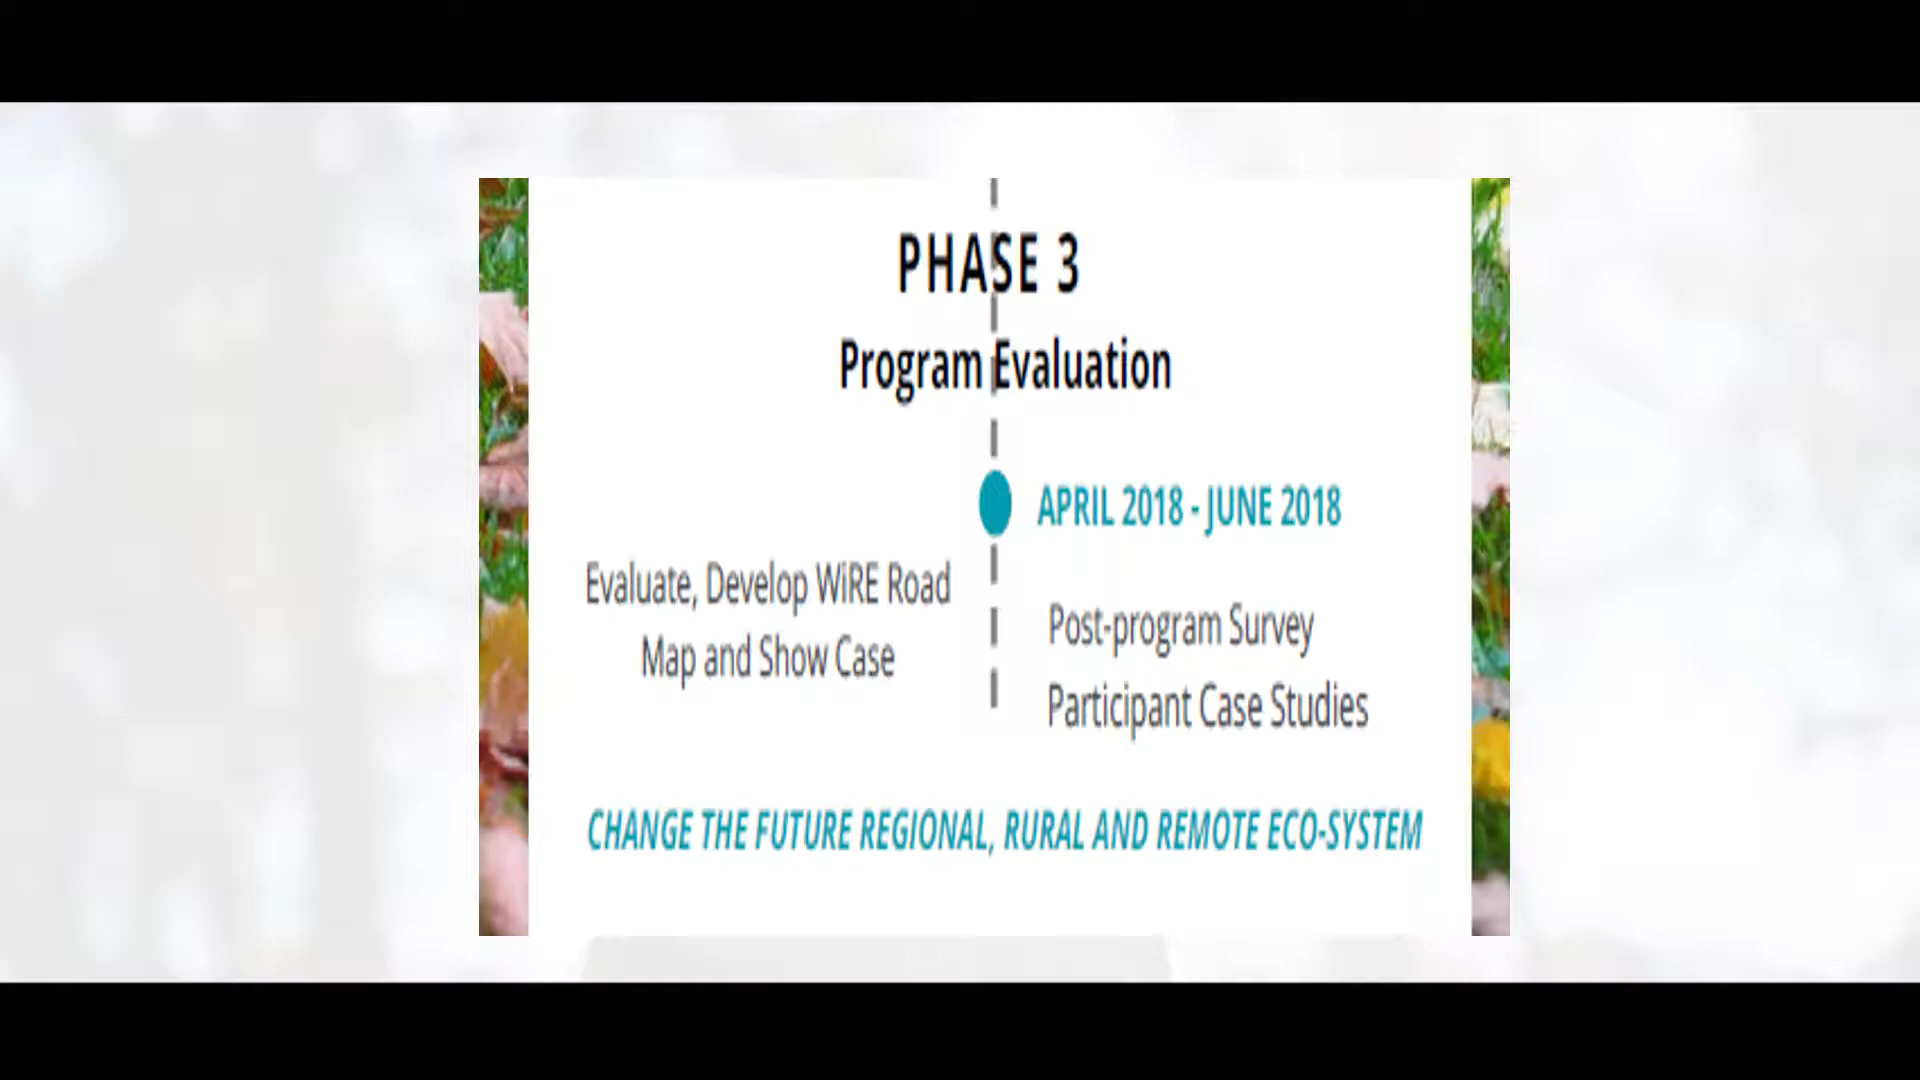 PHASE 3
Program Evaluation
APRIL 2018 - JUNE 2018
Evaluate, Develop WiRE Road
Map and Show Case
Post-program Survey
Participant Case Studies
CHANGE THE FUTURE REGIONAL, RURAL AND REMOTE ECO-SYSTEM